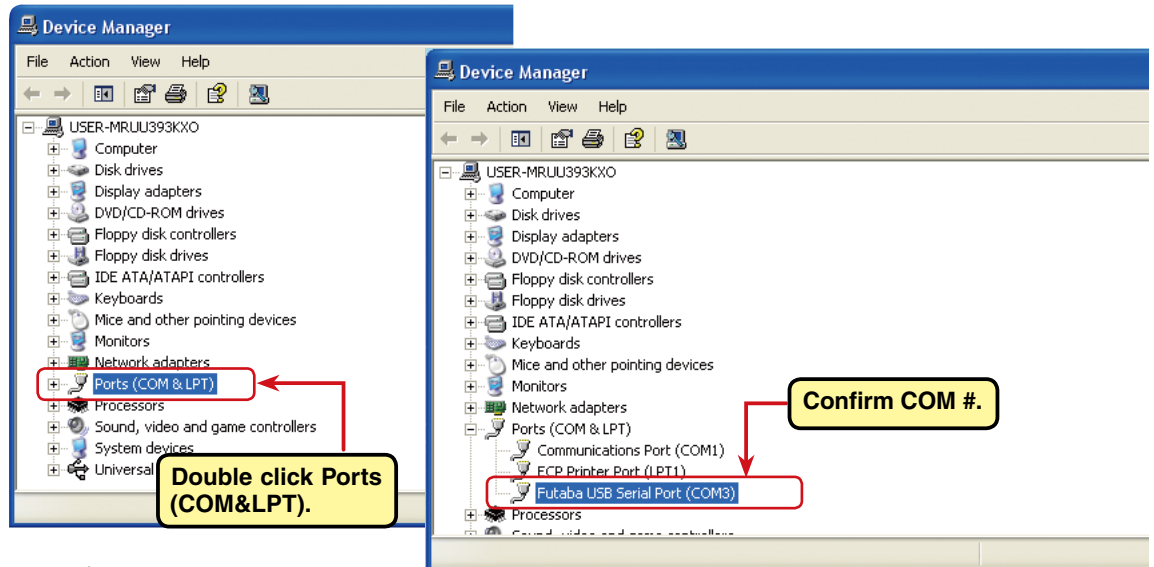 Device Manager
File Action View Help
USER-MRUU393KXO
Computer
Disk drives
Display adapters
DVD/CD-ROM drives
Floppy disk controllers
Floppy disk drives
IDE ATA/ATAPI controllers
Keyboards
Mice and other pointing devices
Monitors
Network adapters
Ports (COM & LPT)
Processors
Sound, video and game controllers
System devices
Universal
Double click Ports
(COM&LPT).
Device Manager
File Action View Help
USER-MRUU393KXO
Computer
Disk drives
Display adapters
DVD/CD-ROM drives
Floppy disk controllers
Floppy disk drives
IDE ATA/ATAPI controllers
Keyboards
Mice and other pointing devices
Monitors
Network adapters
Ports (COM & LPT)
Communications Port (COM1)
ECP Printer Port (LPT1)
Futaba USB Serial Port (COM3)
Processors
Sound, video and game controllers
Confirm COM #.